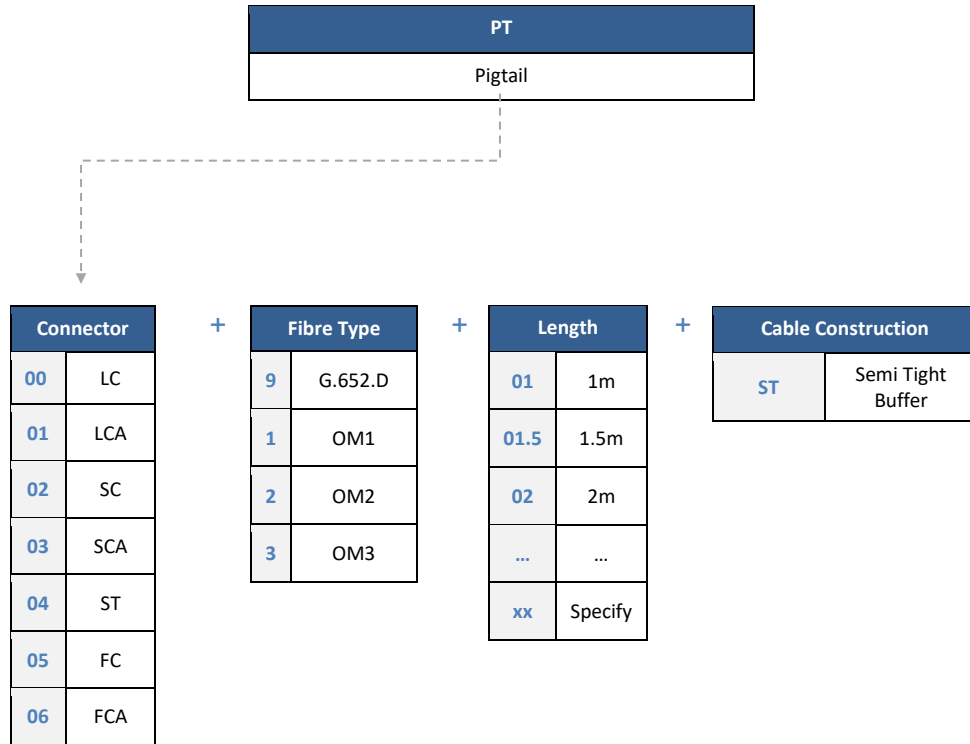 PT
Pigtail
Connector
+
Fibre Type
+
Length
+
Cable Construction
00 LC
01 LCA
02 SC
03 SCA
04 ST
05 FC
06 FCA
9 G.652.D
1 OM1
2 OM2
3 OM3
01 1m
01.5 1.5m
02 2m
... ...
xx Specify
ST Semi Tight
Buffer